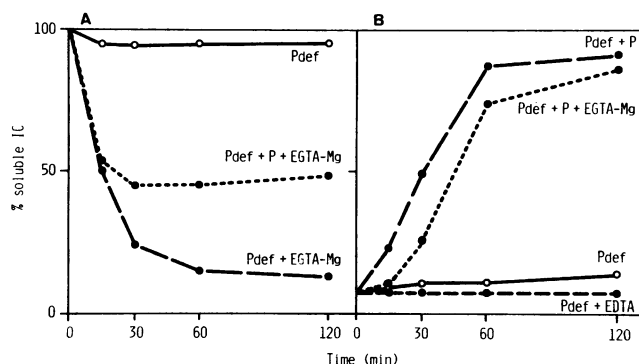 A
B
100
50
0
% soluble IC
Pdef
Pdef + P + EGTA-Mg
Pdef + EGTA-Mg
Pdef + P
Pdef + P + EGTA-Mg
Pdef
Pdef + EDTA
0 30 60 120
0 30 60 120
Time (min)